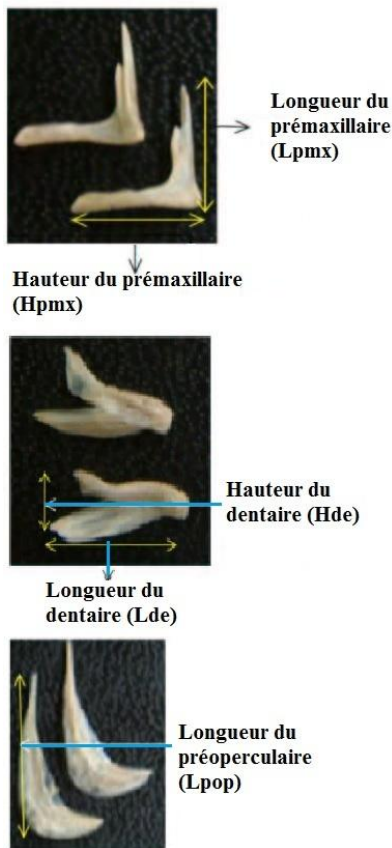 Longueur du
prémaxillaire
(Lpmx)
Hauteur du prémaxillaire
(Hpmx)
Hauteur du
dentaire (Hde)
Longueur du
dentaire (Lde)
Longueur du
préoperculaire
(Lpop)